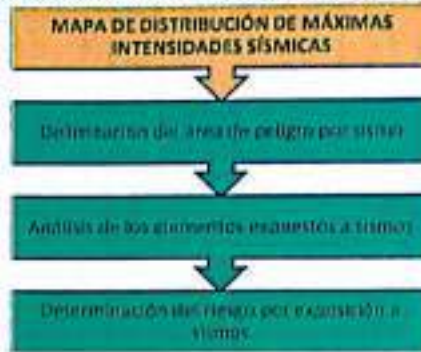 MAPA DE DISTRIBUCIÓN DE MÁXIMAS
INTENSIDADES SÍSMICAS
Delimitación del área de peligro por sismo
Análisis de los elementos expuestos a sismos
Determinación del riesgo por exposición a
sismos